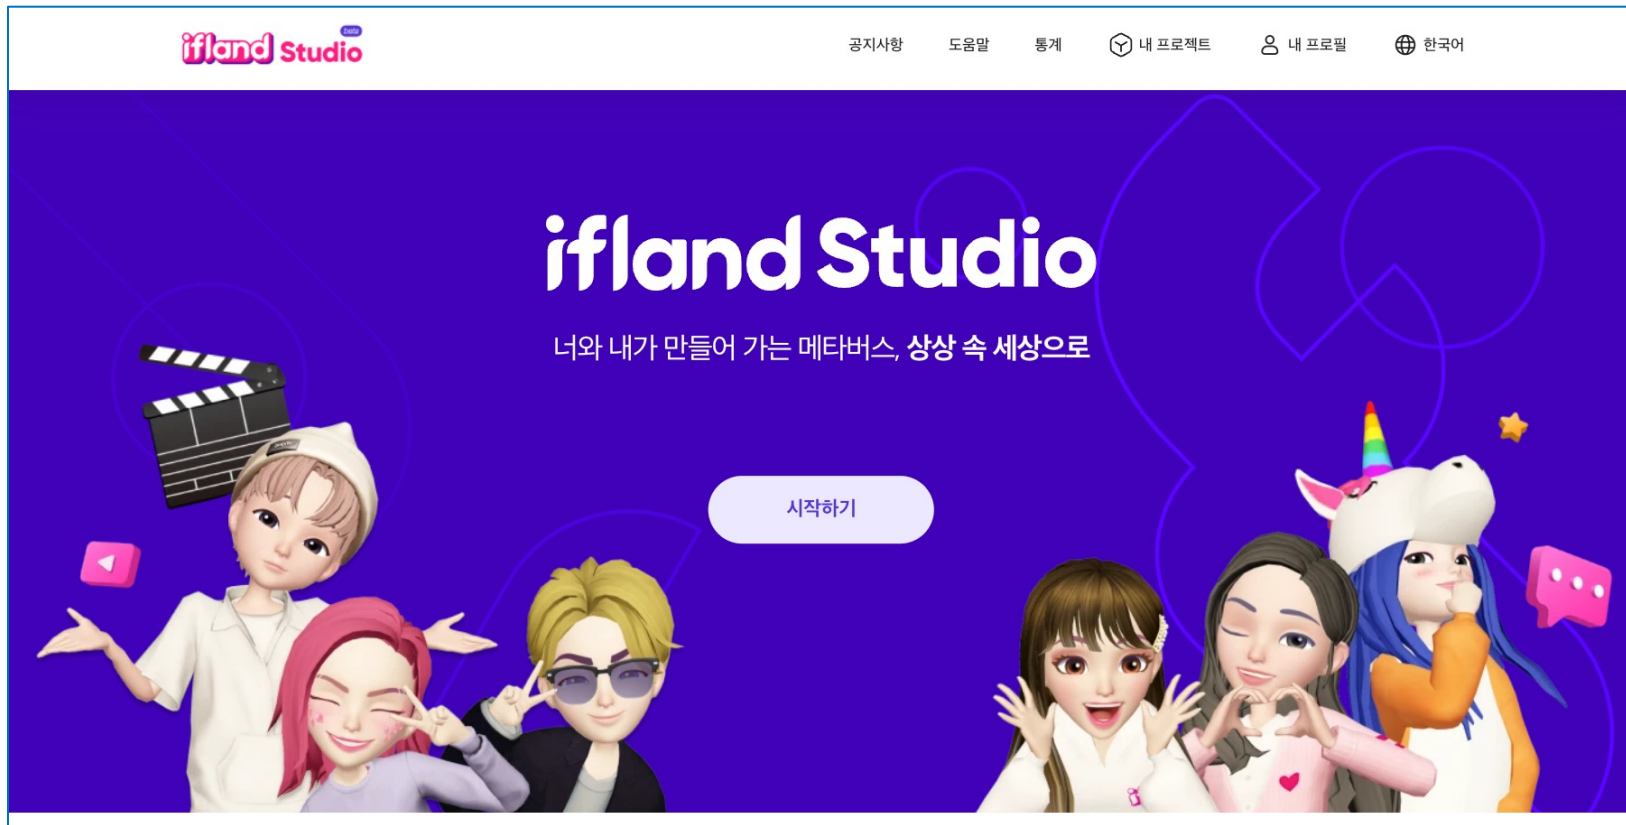 ifland Studio beta
공지사항 도움말 통계 내 프로젝트 내 프로필 한국어
ifland Studio
너와 내가 만들어 가는 메타버스, 상상 속 세상으로
시작하기